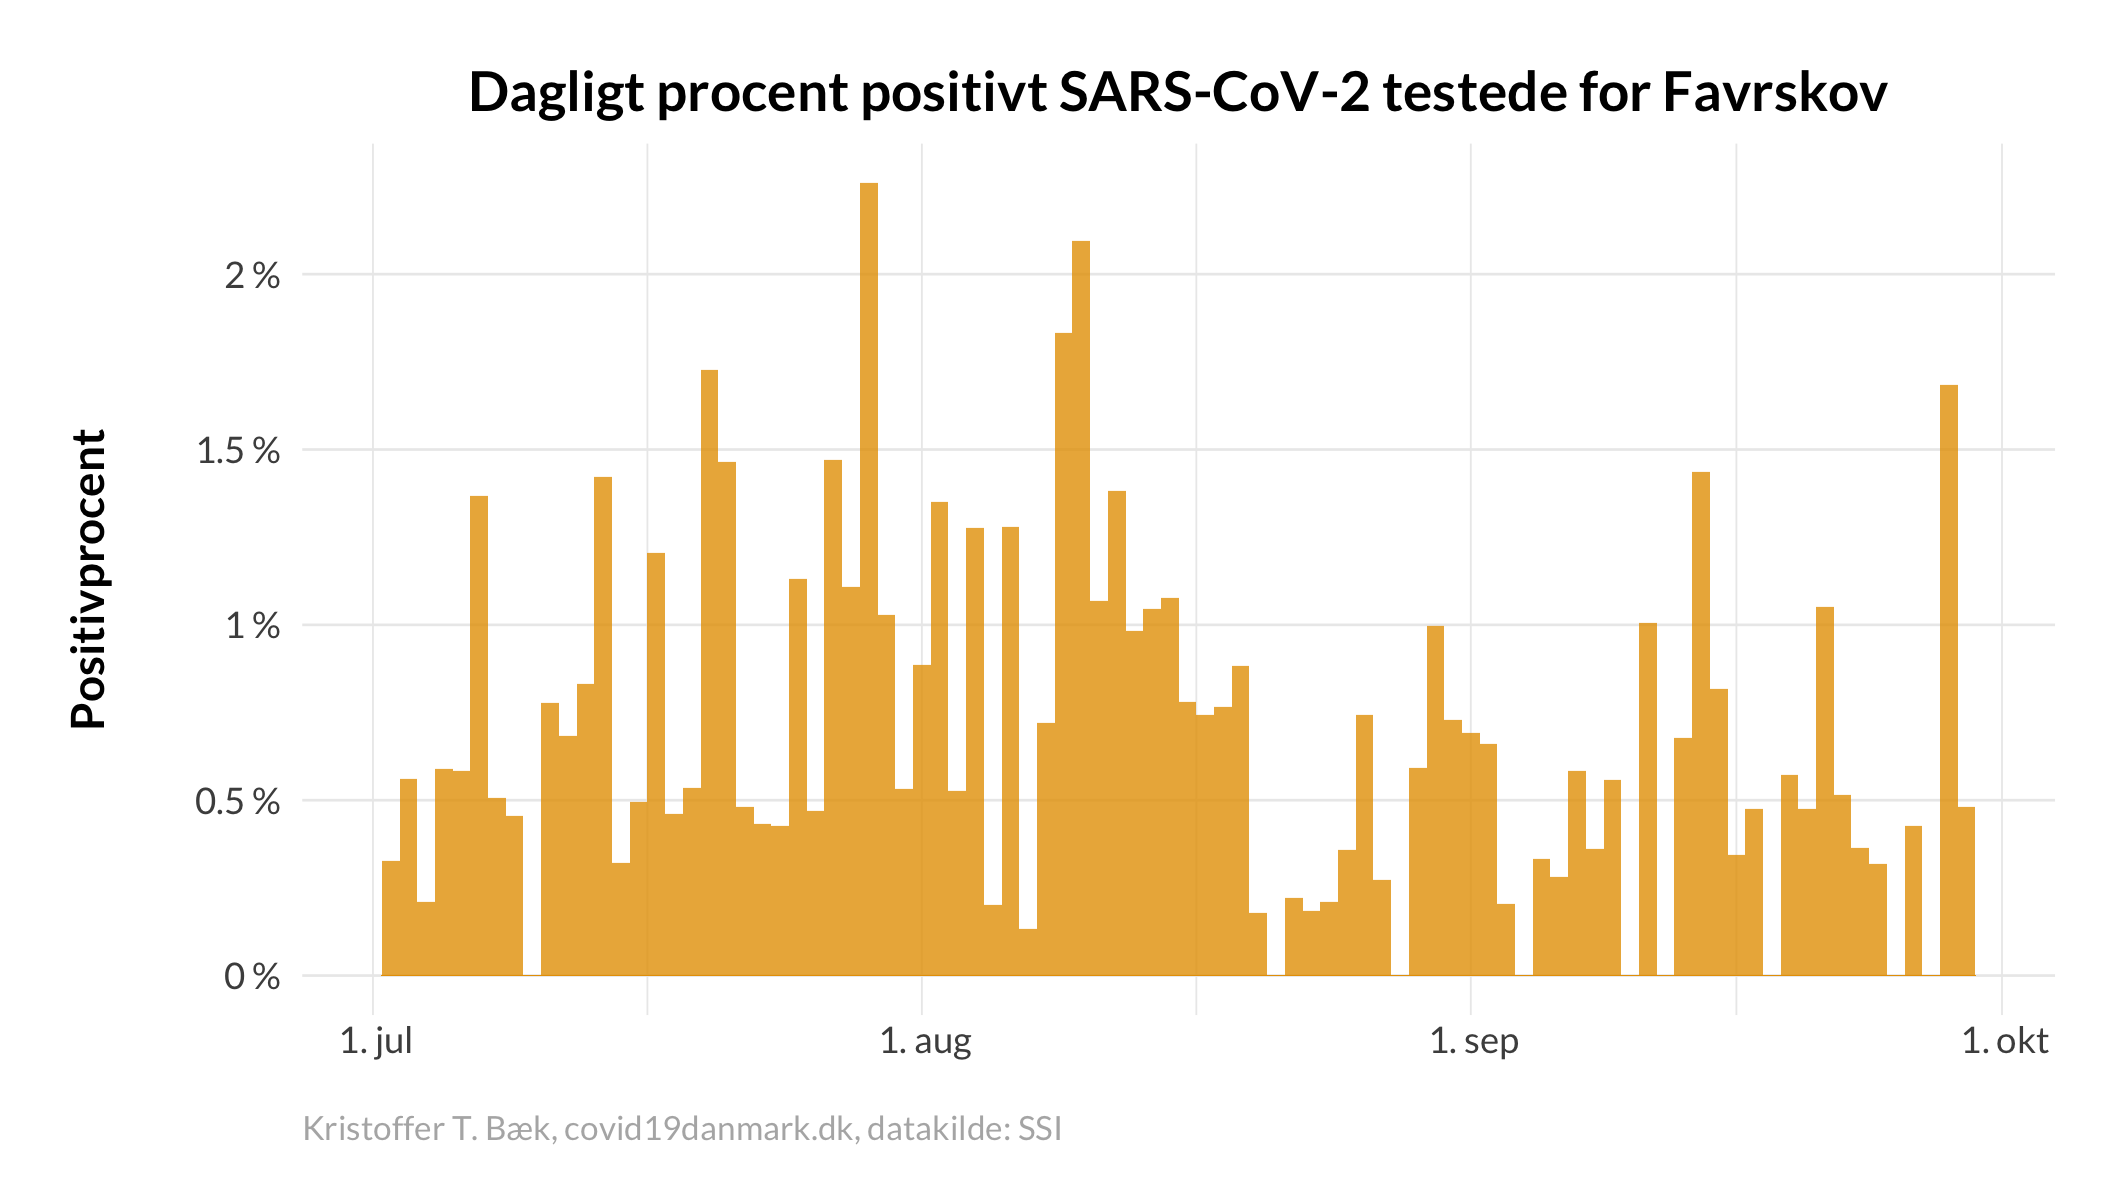 Dagligt procent positivt SARS-CoV-2 testede for Favrskov
Positivprocent
2 %
1.5 %
1 %
0.5 %
0 %
1. jul
1. aug
1. sep
1. okt
Kristoffer T. Bæk, covid19danmark.dk, datakilde: SSI